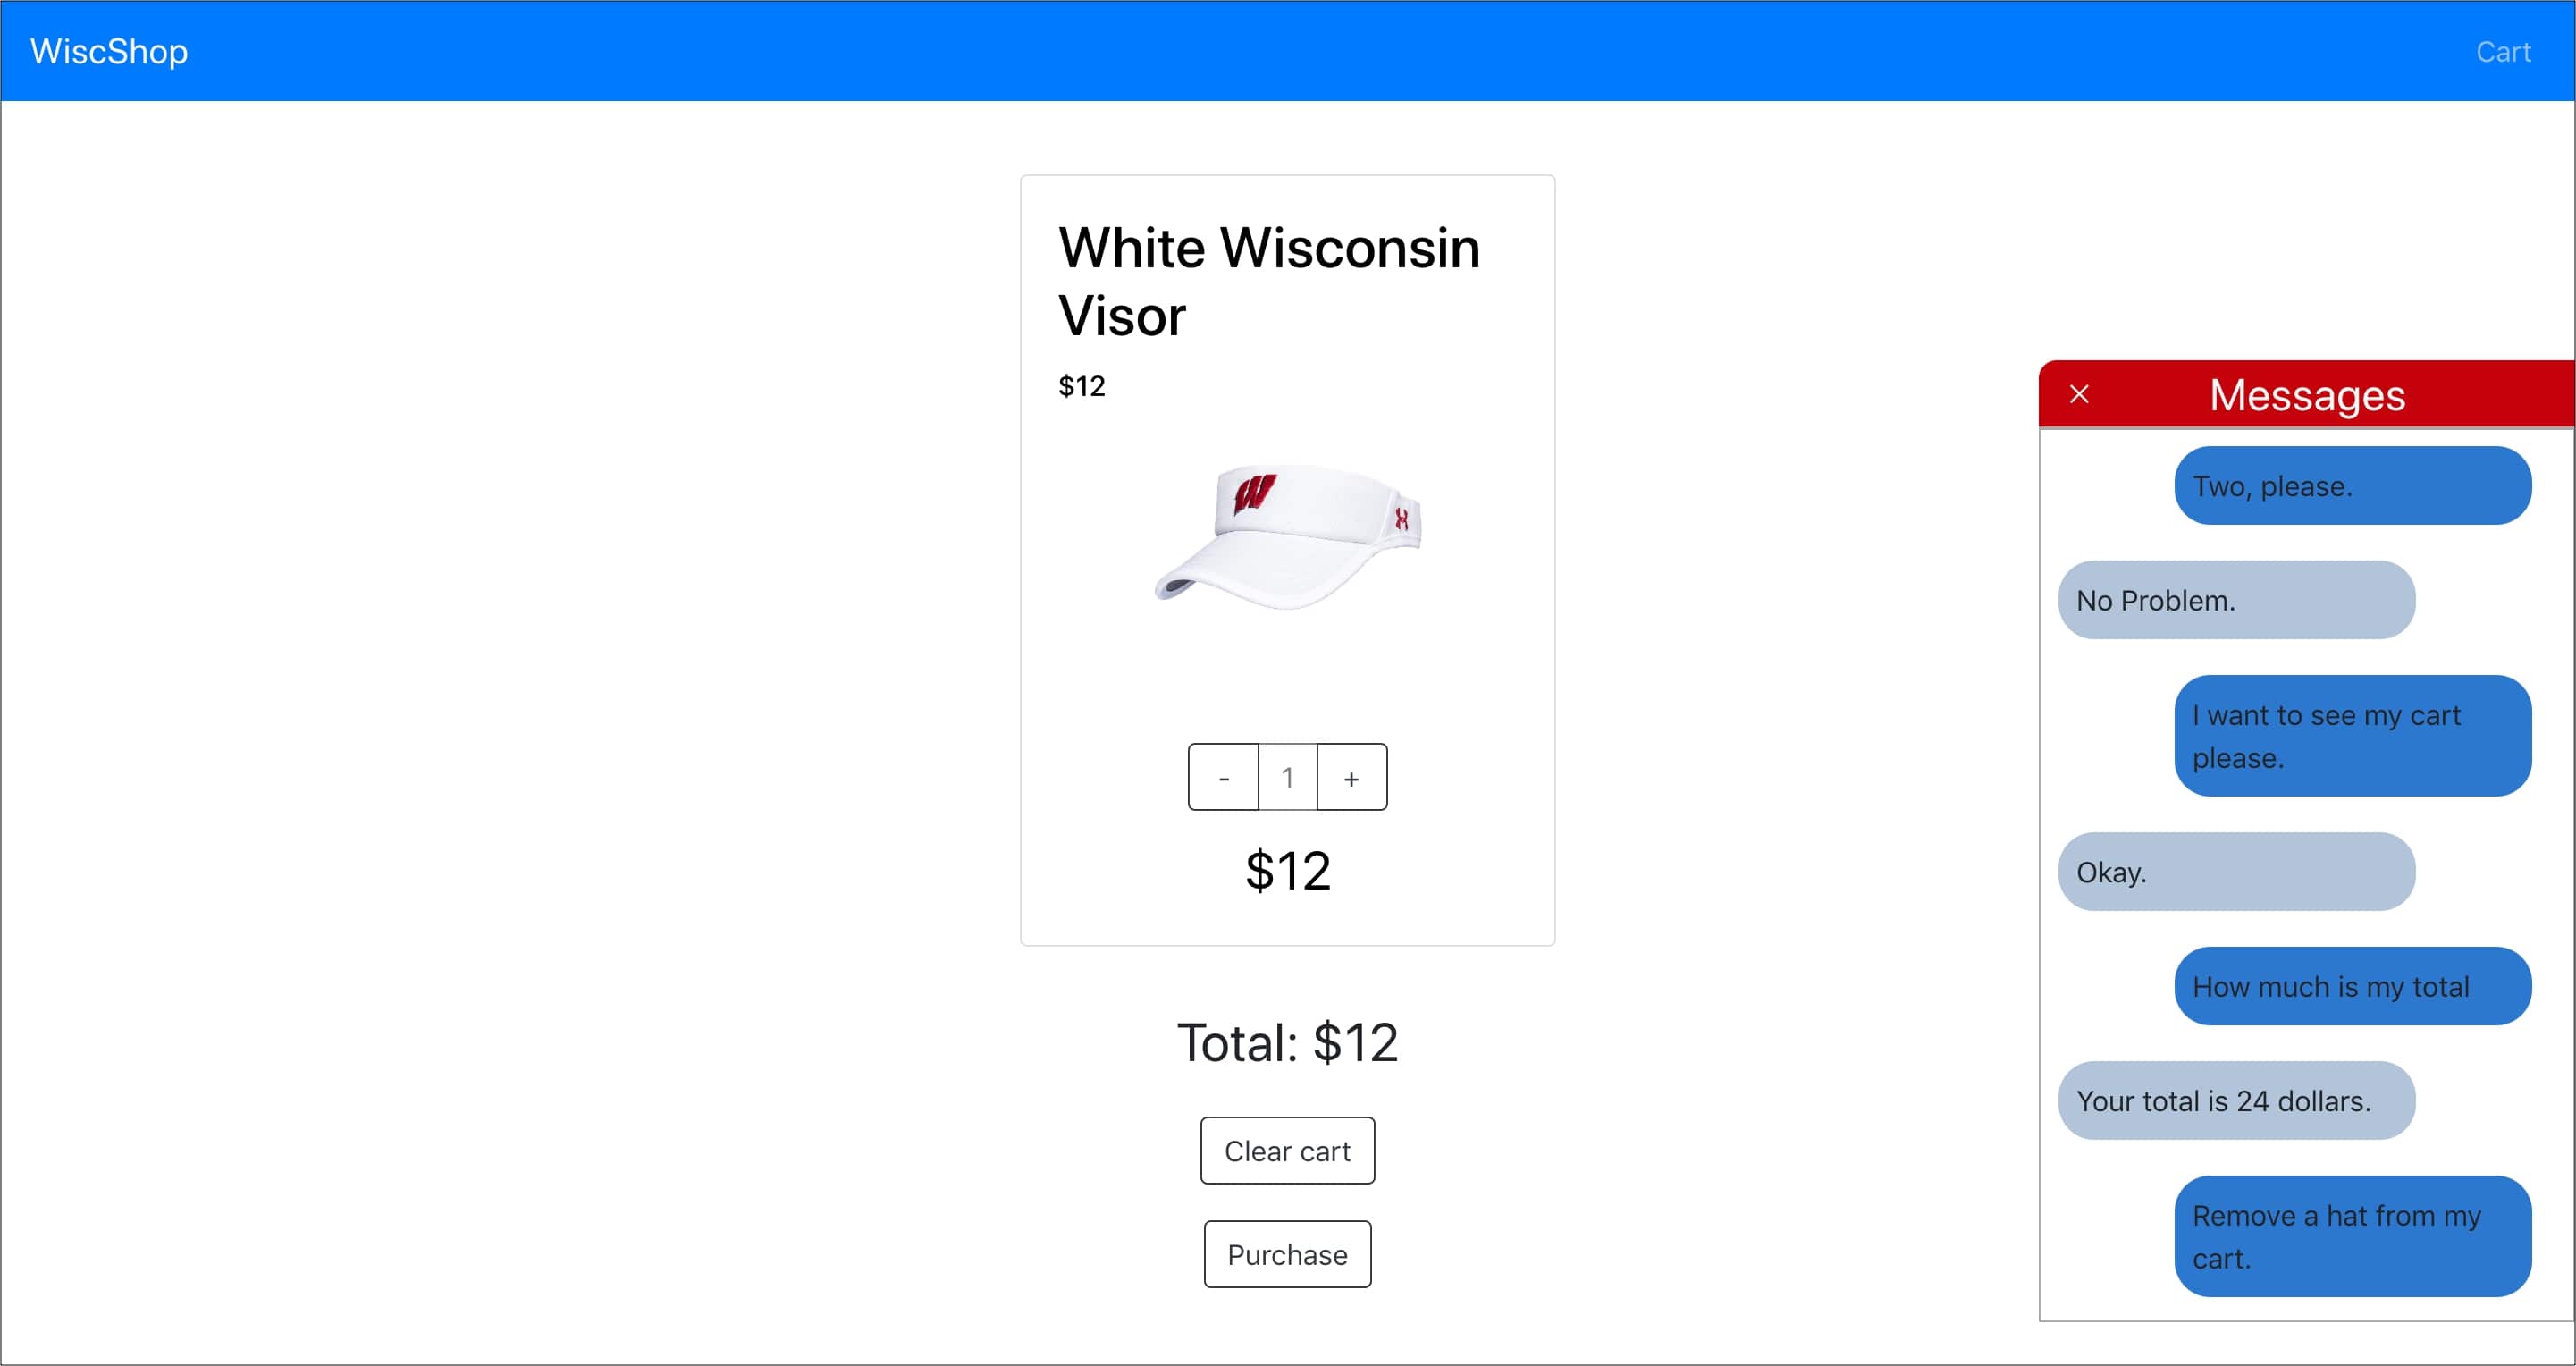 WiscShop
Cart
White Wisconsin
Visor
$12
W
- 1 +
$12
Total: $12
Clear cart
Purchase
× Messages
Two, please.
No Problem.
I want to see my cart
please.
Okay.
How much is my total
Your total is 24 dollars.
Remove a hat from my
cart.